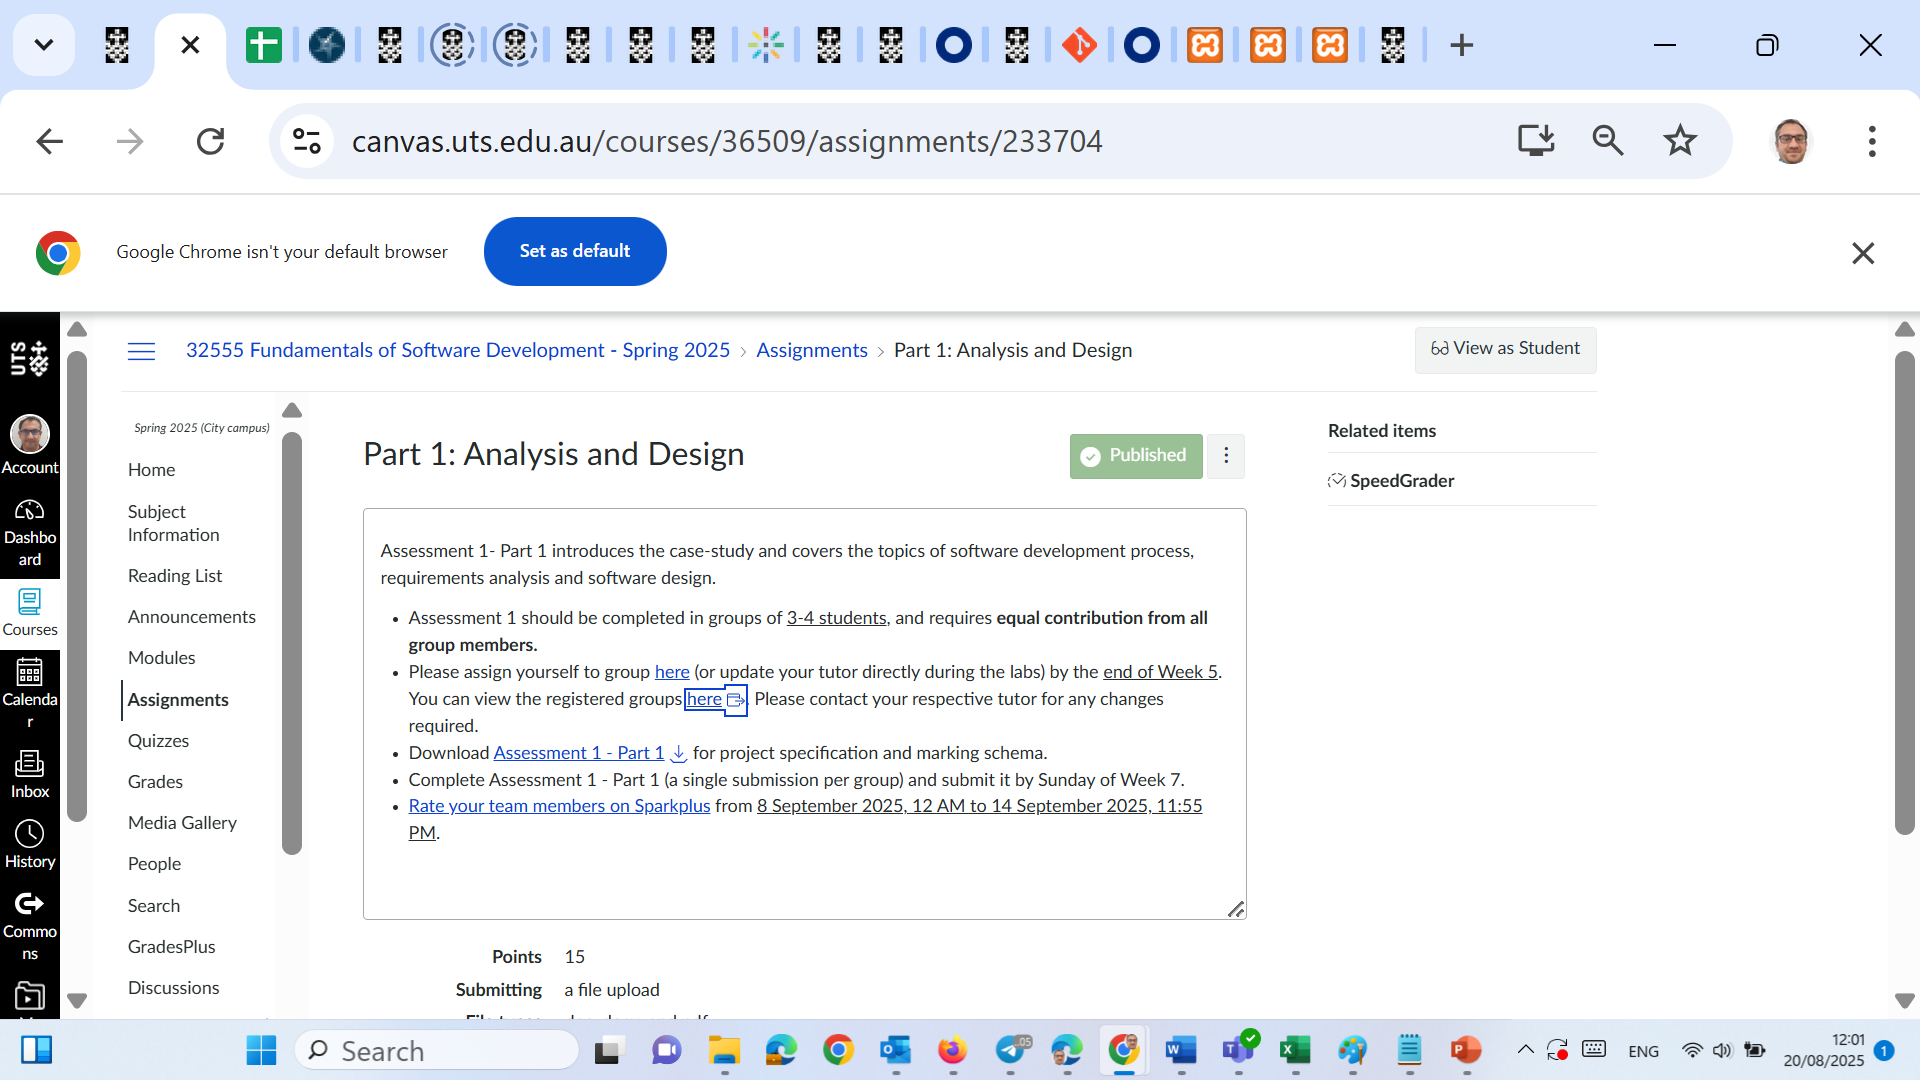 canvas.uts.edu.au/courses/36509/assignments/233704
Google Chrome isn't your default browser
Set as default
UTS
32555 Fundamentals of Software Development - Spring 2025 › Assignments › Part 1: Analysis and Design
View as Student
Account
Dashbo
ard
Courses
Calenda
r
Inbox
History
Commo
ns
Spring 2025 (City campus)
Home
Subject
Information
Reading List
Announcements
Modules
Assignments
Quizzes
Grades
Media Gallery
People
Search
GradesPlus
Discussions
Part 1: Analysis and Design
Published
Assessment 1- Part 1 introduces the case-study and covers the topics of software development process,
requirements analysis and software design.
• Assessment 1 should be completed in groups of 3-4 students, and requires equal contribution from all
group members.
• Please assign yourself to group here (or update your tutor directly during the labs) by the end of Week 5.
You can view the registered groups here. Please contact your respective tutor for any changes
required.
• Download Assessment 1 - Part 1 for project specification and marking schema.
• Complete Assessment 1 - Part 1 (a single submission per group) and submit it by Sunday of Week 7.
• Rate your team members on Sparkplus from 8 September 2025, 12 AM to 14 September 2025, 11:55
PM.
Points 15
Submitting a file upload
Related items
SpeedGrader
Search
.05
ENG
12:01
20/08/2025
1